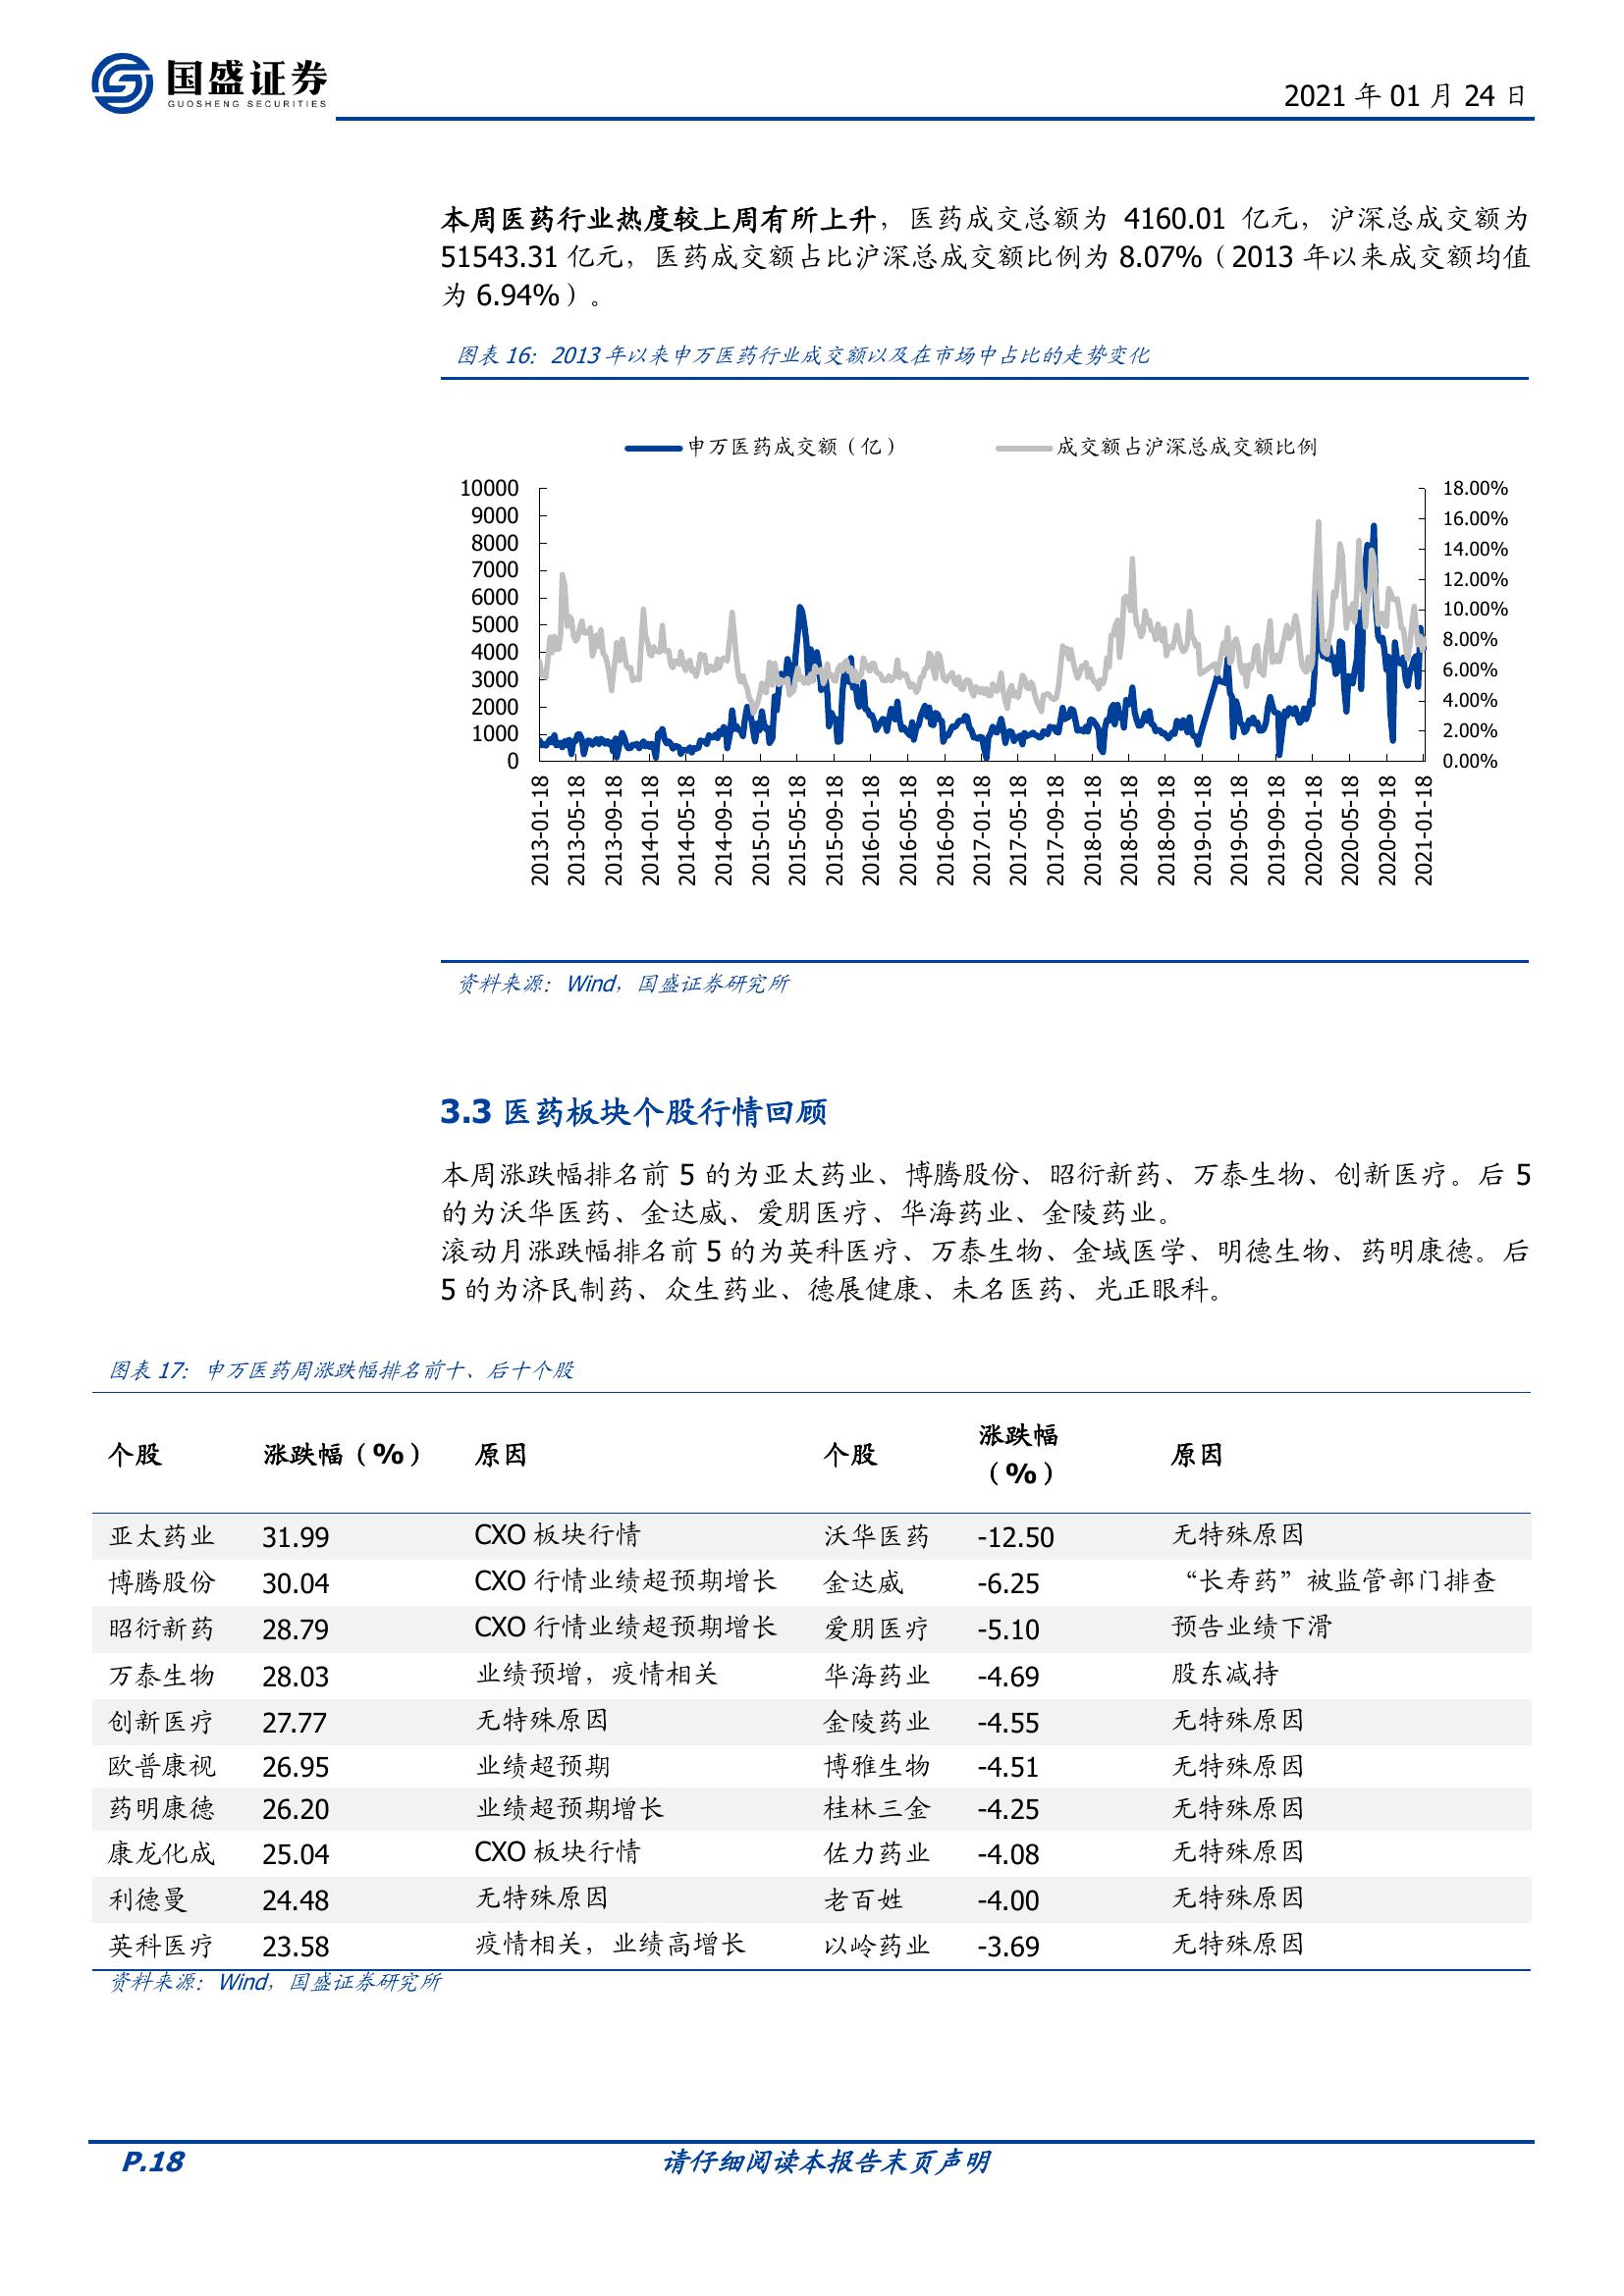 国盛证券
GUOSHENG SECURITIES
2021 年 01 月 24 日
本周医药行业热度较上周有所上升，医药成交总额为 4160.01 亿元，沪深总成交额为
51543.31 亿元，医药成交额占比沪深总成交额比例为 8.07%（2013 年以来成交额均值
为 6.94%）。
图表 16：2013 年以来申万医药行业成交额以及在市场中占比的走势变化
申万医药成交额（亿） 成交额占沪深总成交额比例
10000
9000
8000
7000
6000
5000
4000
3000
2000
1000
0
18.00%
16.00%
14.00%
12.00%
10.00%
8.00%
6.00%
4.00%
2.00%
0.00%
2013-01-18
2013-05-18
2013-09-18
2014-01-18
2014-05-18
2014-09-18
2015-01-18
2015-05-18
2015-09-18
2016-01-18
2016-05-18
2016-09-18
2017-01-18
2017-05-18
2017-09-18
2018-01-18
2018-05-18
2018-09-18
2019-01-18
2019-05-18
2019-09-18
2020-01-18
2020-05-18
2020-09-18
2021-01-18
资料来源：Wind，国盛证券研究所
3.3 医药板块个股行情回顾
本周涨跌幅排名前 5 的为亚太药业、博腾股份、昭衍新药、万泰生物、创新医疗。后 5
的为沃华医药、金达威、爱朋医疗、华海药业、金陵药业。
滚动月涨跌幅排名前 5 的为英科医疗、万泰生物、金域医学、明德生物、药明康德。后
5 的为济民制药、众生药业、德展健康、未名医药、光正眼科。
图表 17：申万医药周涨跌幅排名前十、后十个股
个股 涨跌幅（%） 原因 个股 涨跌幅（%） 原因
亚太药业 31.99 CXO 板块行情 沃华医药 -12.50 无特殊原因
博腾股份 30.04 CXO 行情业绩超预期增长 金达威 -6.25 “长寿药”被监管部门排查
昭衍新药 28.79 CXO 行情业绩超预期增长 爱朋医疗 -5.10 预告业绩下滑
万泰生物 28.03 业绩预增，疫情相关 华海药业 -4.69 股东减持
创新医疗 27.77 无特殊原因 金陵药业 -4.55 无特殊原因
欧普康视 26.95 业绩超预期 博雅生物 -4.51 无特殊原因
药明康德 26.20 业绩超预期增长 桂林三金 -4.25 无特殊原因
康龙化成 25.04 CXO 板块行情 佐力药业 -4.08 无特殊原因
利德曼 24.48 无特殊原因 老百姓 -4.00 无特殊原因
英科医疗 23.58 疫情相关，业绩高增长 以岭药业 -3.69 无特殊原因
资料来源：Wind，国盛证券研究所
P.18 请仔细阅读本报告末页声明